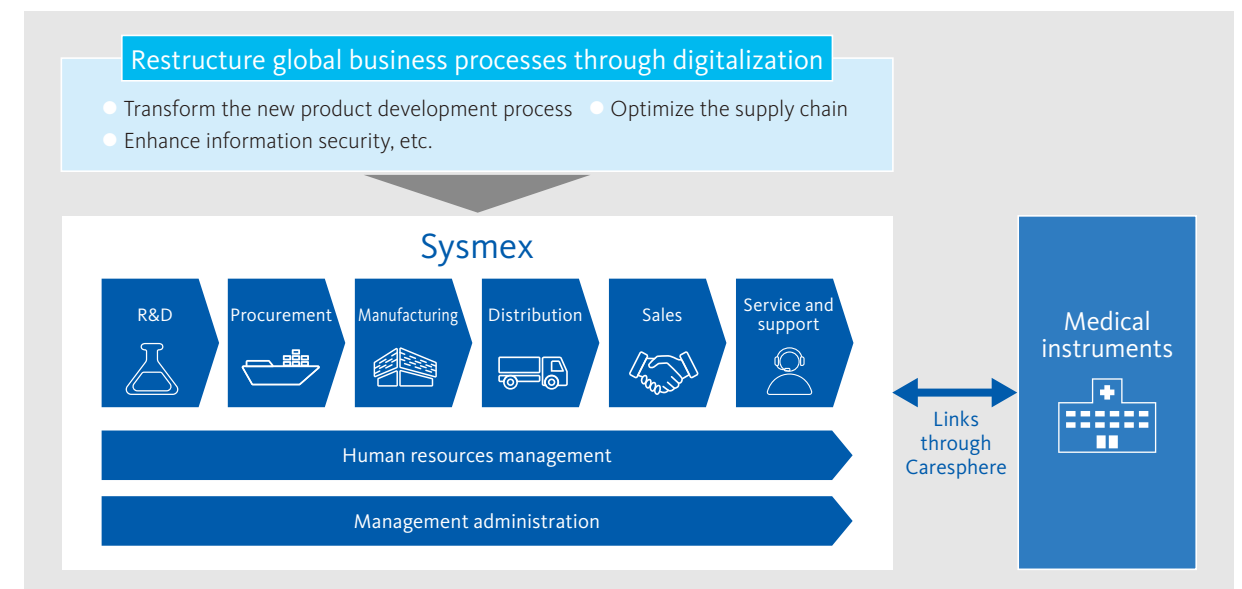 Restructure global business processes through digitalization
Transform the new product development process
Optimize the supply chain
Enhance information security, etc.
Sysmex
R&D
Procurement
Manufacturing
Distribution
Sales
Service and
support
Human resources management
Management administration
Links
through
Caresphere
Medical
instruments